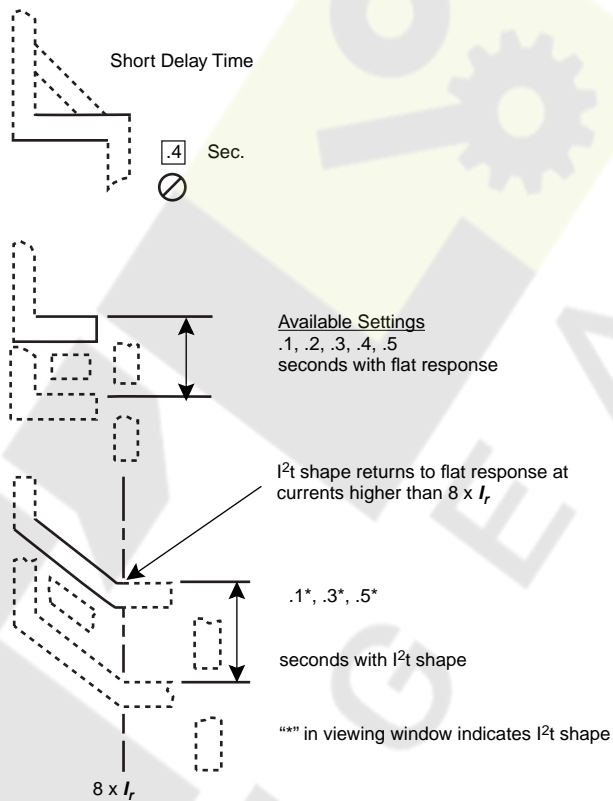 Short Delay Time
.4 Sec.
Available Settings
.1, .2, .3, .4, .5
seconds with flat response
I²t shape returns to flat response at
currents higher than 8 x Iᵣ
.1*, .3*, .5*
seconds with I²t shape
“*” in viewing window indicates I²t shape
8 x Iᵣ
G E A